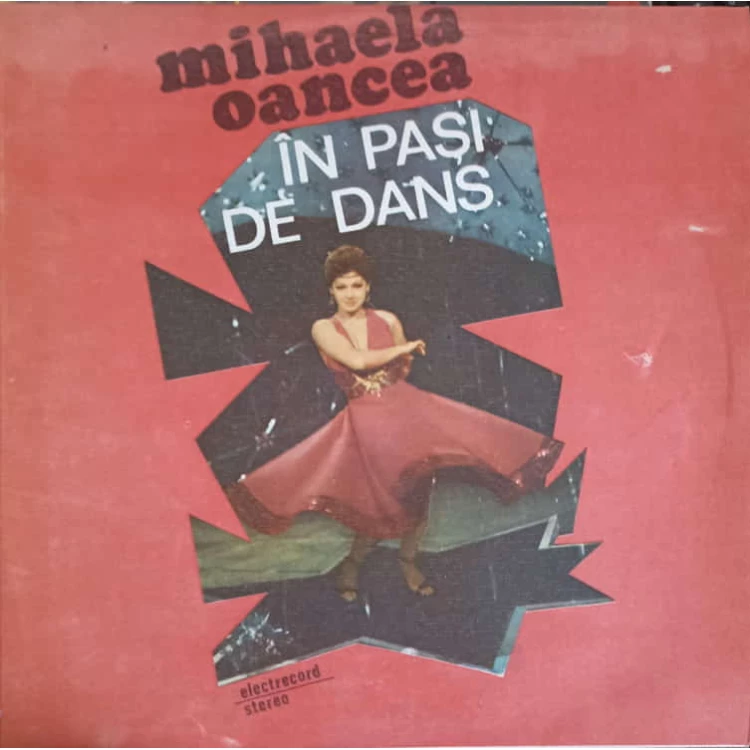 mihaela
oancea
ÎN PAȘI
DE DANS
electrecord
stereo